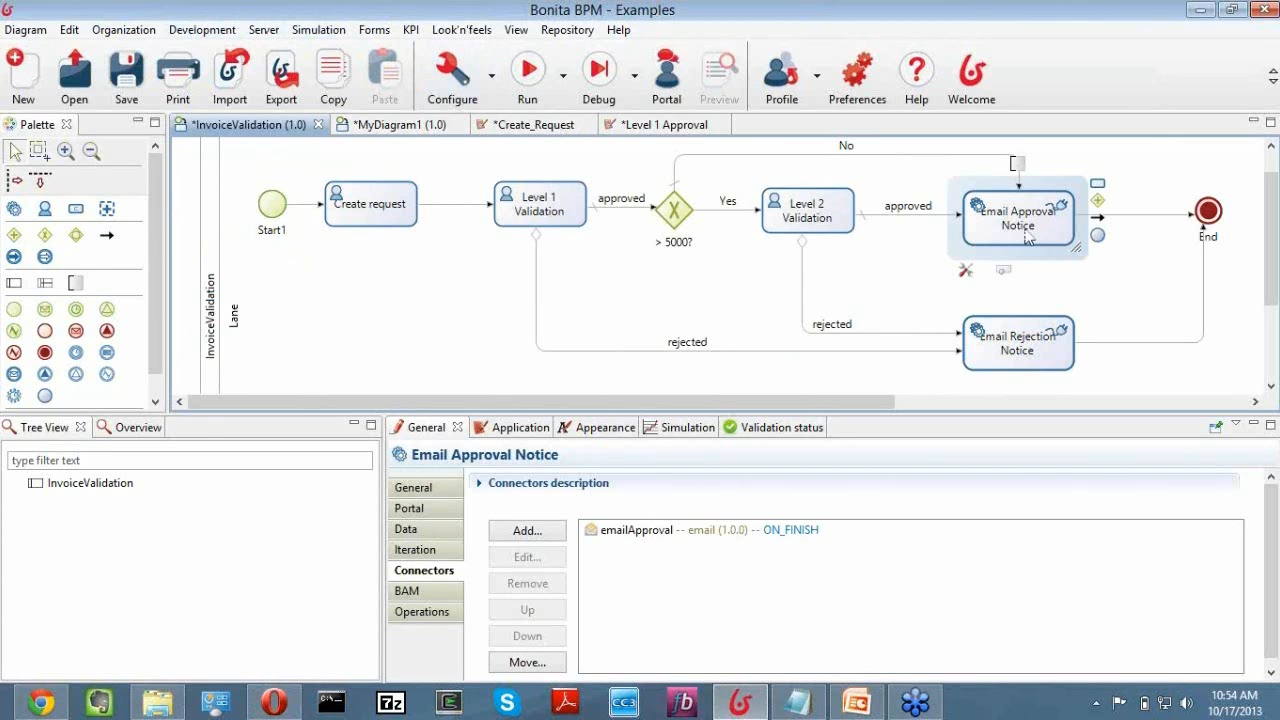 Bonita BPM - Examples
Diagram Edit Organization Development Server Simulation Forms KPI Look'n'feels View Repository Help
New Open Save Print Import Export Copy Paste Configure Run Debug Portal Preview Profile Preferences Help Welcome
Palette
*InvoiceValidation (1.0)
*MyDiagram1 (1.0)
*Create_Request
*Level 1 Approval
InvoiceValidation
Lane
Start1
Create request
Level 1
Validation
approved
> 5000?
No
Yes
Level 2
Validation
approved
Email Approval
Notice
End
rejected
rejected
Email Rejection
Notice
Tree View
Overview
type filter text
InvoiceValidation
General
Application
Appearance
Simulation
Validation status
Email Approval Notice
General
Portal
Data
Iteration
Connectors
BAM
Operations
Connectors description
Add...
Edit...
Remove
Up
Down
Move...
emailApproval -- email (1.0.0) -- ON_FINISH
C:\
7z
CC3
fb
10:54 AM
10/17/2013